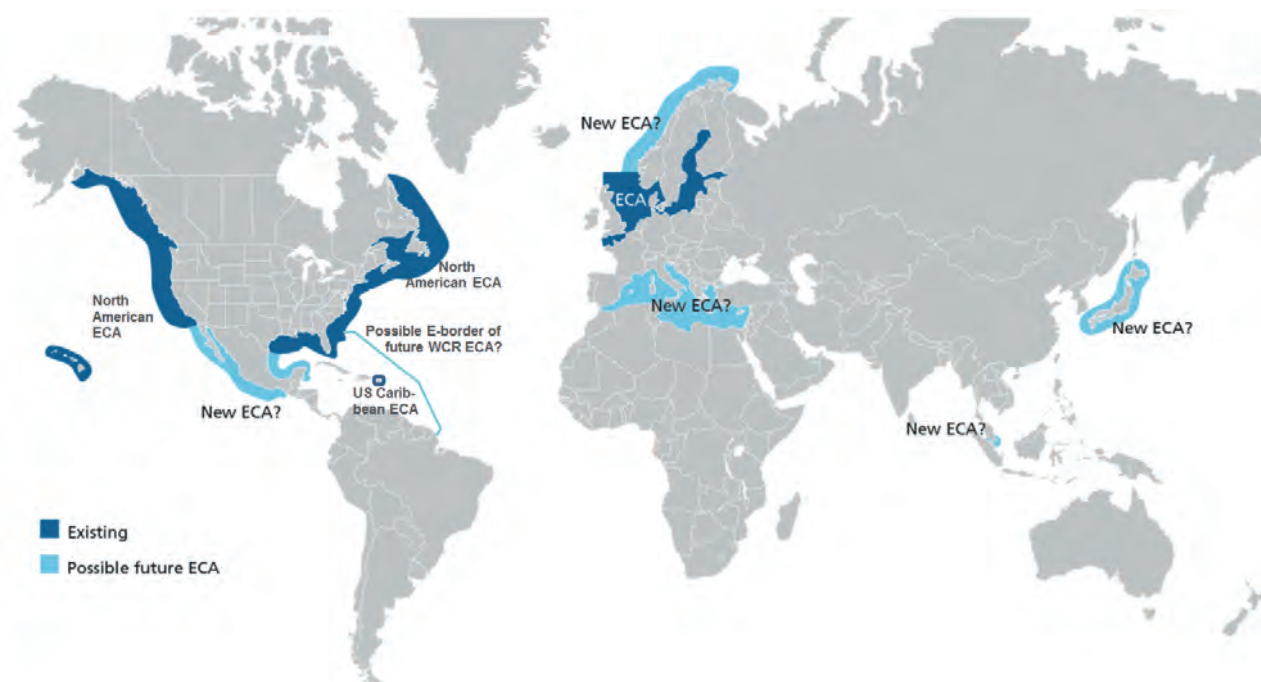 New ECA?
ECA
North
American ECA
North
American
ECA
Possible E-border of
future WCR ECA?
New ECA?
New ECA?
US Carib-
bean ECA
New ECA?
New ECA?
Existing
Possible future ECA